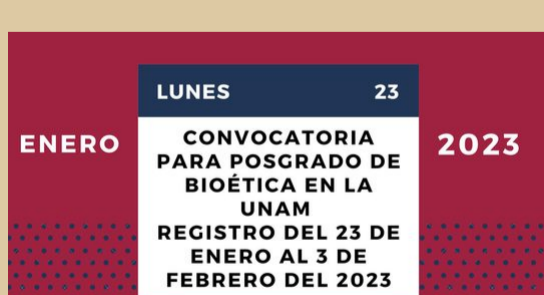 LUNES 23
ENERO
CONVOCATORIA
PARA POSGRADO DE
BIOÉTICA EN LA
UNAM
REGISTRO DEL 23 DE
ENERO AL 3 DE
FEBRERO DEL 2023
2023